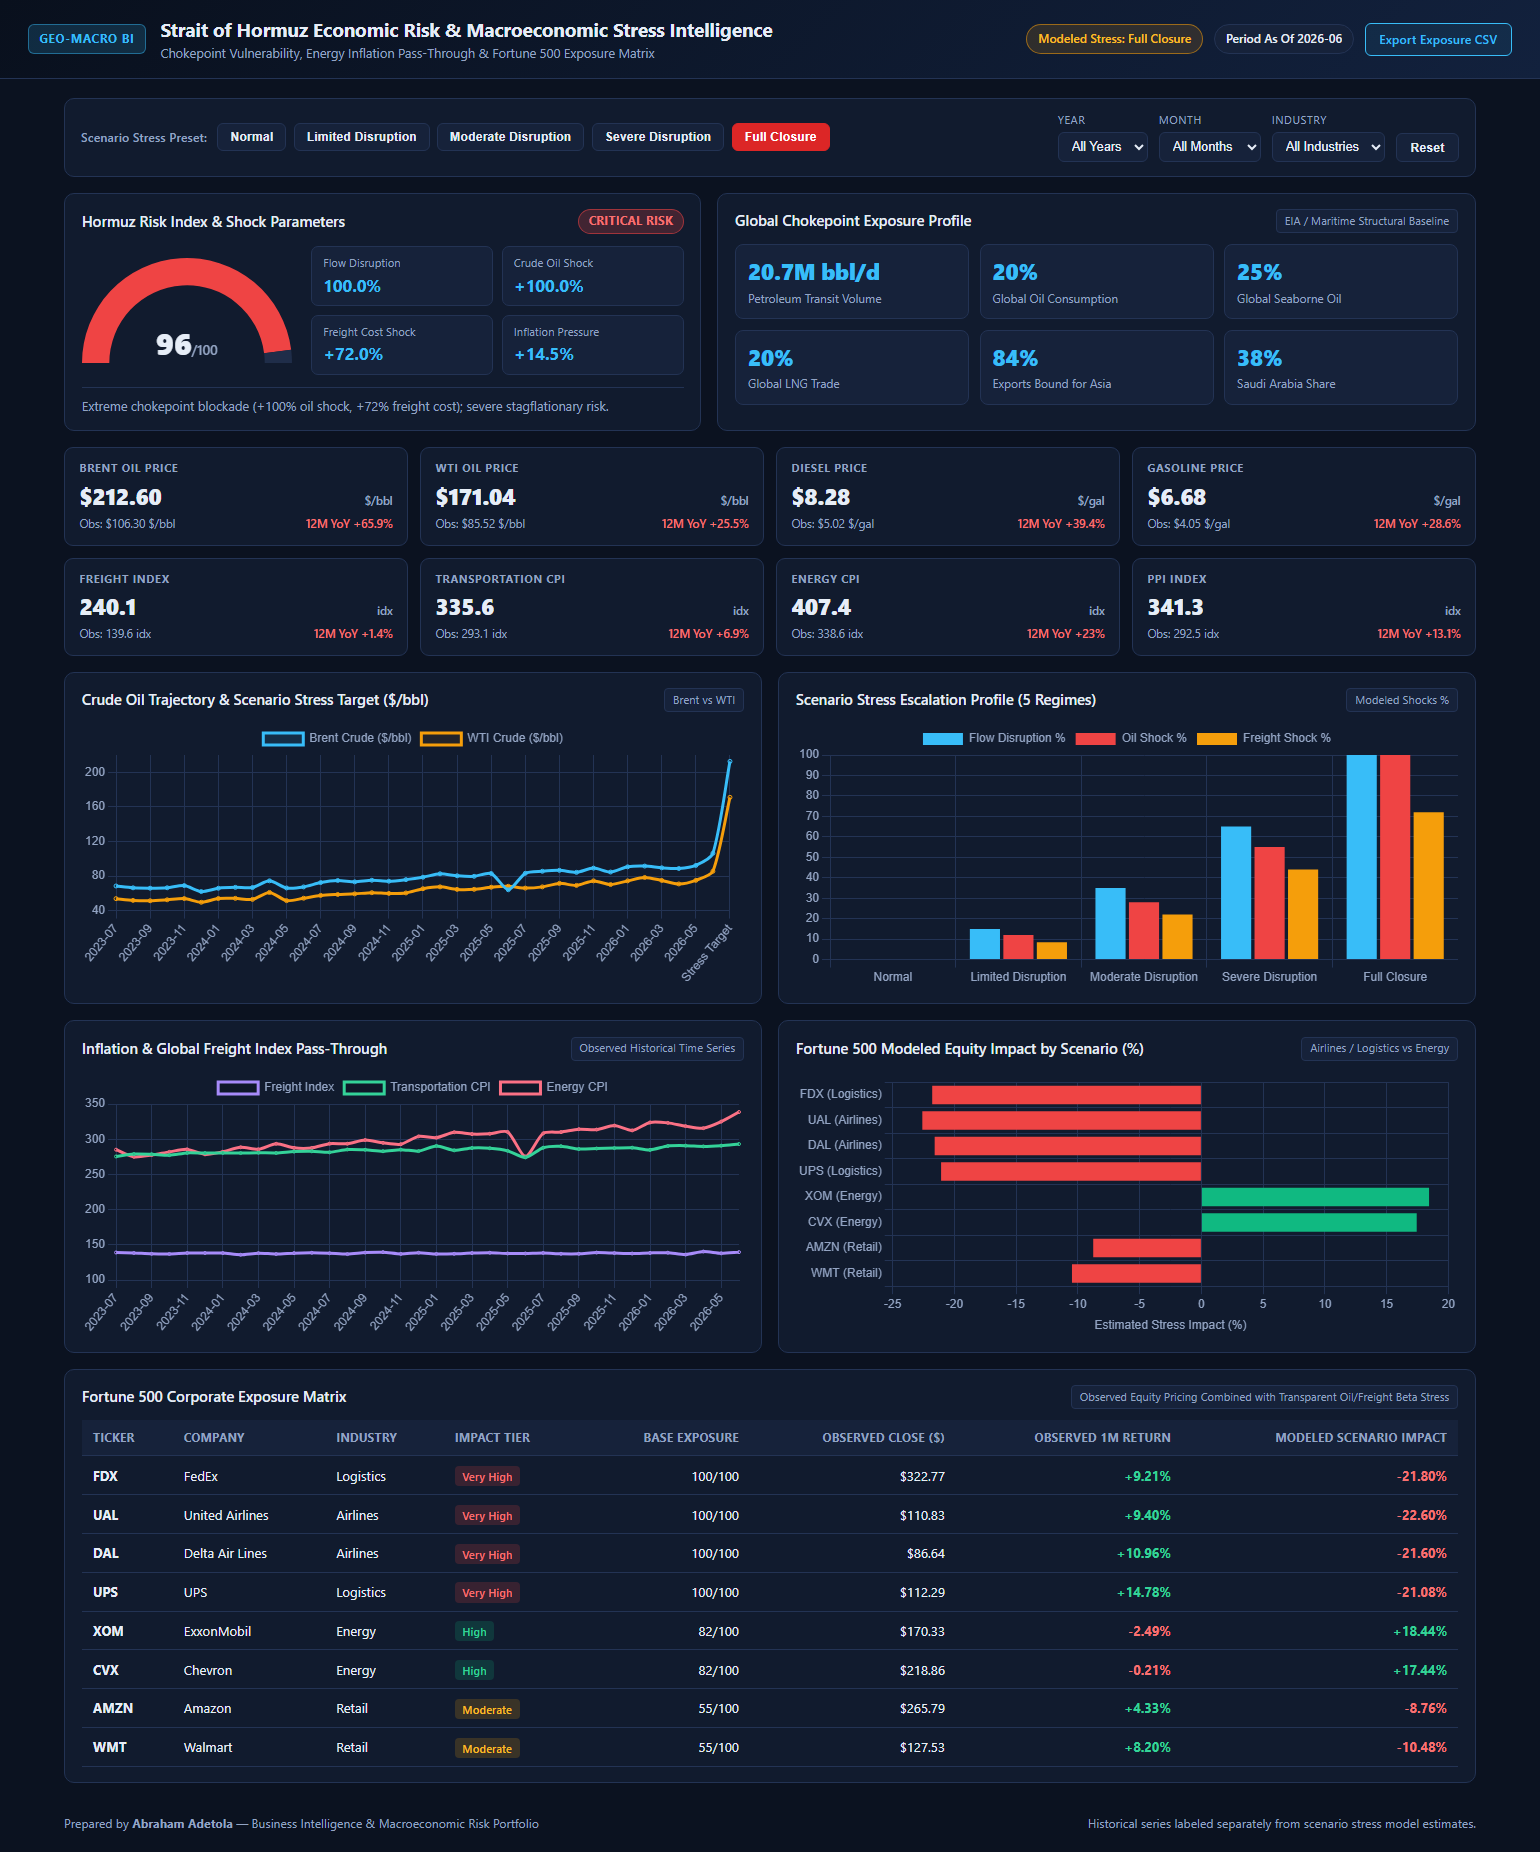 GEO-MACRO BI
Strait of Hormuz Economic Risk & Macroeconomic Stress Intelligence
Chokepoint Vulnerability, Energy Inflation Pass-Through & Fortune 500 Exposure Matrix
Modeled Stress: Full Closure
Period As Of 2026-06
Export Exposure CSV
Scenario Stress Preset:
Normal
Limited Disruption
Moderate Disruption
Severe Disruption
Full Closure
YEAR
All Years
MONTH
All Months
INDUSTRY
All Industries
Reset
Hormuz Risk Index & Shock Parameters
CRITICAL RISK
96/100
Flow Disruption
100.0%
Crude Oil Shock
+100.0%
Freight Cost Shock
+72.0%
Inflation Pressure
+14.5%
Extreme chokepoint blockade (+100% oil shock, +72% freight cost); severe stagflationary risk.
Global Chokepoint Exposure Profile
EIA / Maritime Structural Baseline
20.7M bbl/d
Petroleum Transit Volume
20%
Global Oil Consumption
25%
Global Seaborne Oil
20%
Global LNG Trade
84%
Exports Bound for Asia
38%
Saudi Arabia Share
BRENT OIL PRICE
$212.60 $/bbl
Obs: $106.30 $/bbl 12M YoY +65.9%
WTI OIL PRICE
$171.04 $/bbl
Obs: $85.52 $/bbl 12M YoY +25.5%
DIESEL PRICE
$8.28 $/gal
Obs: $5.02 $/gal 12M YoY +39.4%
GASOLINE PRICE
$6.68 $/gal
Obs: $4.05 $/gal 12M YoY +28.6%
FREIGHT INDEX
240.1 idx
Obs: 139.6 idx 12M YoY +1.4%
TRANSPORTATION CPI
335.6 idx
Obs: 293.1 idx 12M YoY +6.9%
ENERGY CPI
407.4 idx
Obs: 338.6 idx 12M YoY +23%
PPI INDEX
341.3 idx
Obs: 292.5 idx 12M YoY +13.1%
Crude Oil Trajectory & Scenario Stress Target ($/bbl)
Brent vs WTI
Brent Crude ($/bbl) WTI Crude ($/bbl)
200
160
120
80
40
2023-07 2023-09 2023-11 2024-01 2024-03 2024-05 2024-07 2024-09 2024-11 2025-01 2025-03 2025-05 2025-07 2025-09 2025-11 2026-01 2026-03 2026-05 Stress Target
Scenario Stress Escalation Profile (5 Regimes)
Modeled Shocks %
Flow Disruption % Oil Shock % Freight Shock %
100
90
80
70
60
50
40
30
20
10
0
Normal Limited Disruption Moderate Disruption Severe Disruption Full Closure
Inflation & Global Freight Index Pass-Through
Observed Historical Time Series
Freight Index Transportation CPI Energy CPI
350
300
250
200
150
100
2023-07 2023-09 2023-11 2024-01 2024-03 2024-05 2024-07 2024-09 2024-11 2025-01 2025-03 2025-05 2025-07 2025-09 2025-11 2026-01 2026-03 2026-05
Fortune 500 Modeled Equity Impact by Scenario (%)
Airlines / Logistics vs Energy
FDX (Logistics)
UAL (Airlines)
DAL (Airlines)
UPS (Logistics)
XOM (Energy)
CVX (Energy)
AMZN (Retail)
WMT (Retail)
-25 -20 -15 -10 -5 0 5 10 15 20
Estimated Stress Impact (%)
Fortune 500 Corporate Exposure Matrix
Observed Equity Pricing Combined with Transparent Oil/Freight Beta Stress
TICKER COMPANY INDUSTRY IMPACT TIER BASE EXPOSURE OBSERVED CLOSE ($) OBSERVED 1M RETURN MODELED SCENARIO IMPACT
FDX FedEx Logistics Very High 100/100 $322.77 +9.21% -21.80%
UAL United Airlines Airlines Very High 100/100 $110.83 +9.40% -22.60%
DAL Delta Air Lines Airlines Very High 100/100 $86.64 +10.96% -21.60%
UPS UPS Logistics Very High 100/100 $112.29 +14.78% -21.08%
XOM ExxonMobil Energy High 82/100 $170.33 -2.49% +18.44%
CVX Chevron Energy High 82/100 $218.86 -0.21% +17.44%
AMZN Amazon Retail Moderate 55/100 $265.79 +4.33% -8.76%
WMT Walmart Retail Moderate 55/100 $127.53 +8.20% -10.48%
Prepared by Abraham Adetola — Business Intelligence & Macroeconomic Risk Portfolio
Historical series labeled separately from scenario stress model estimates.